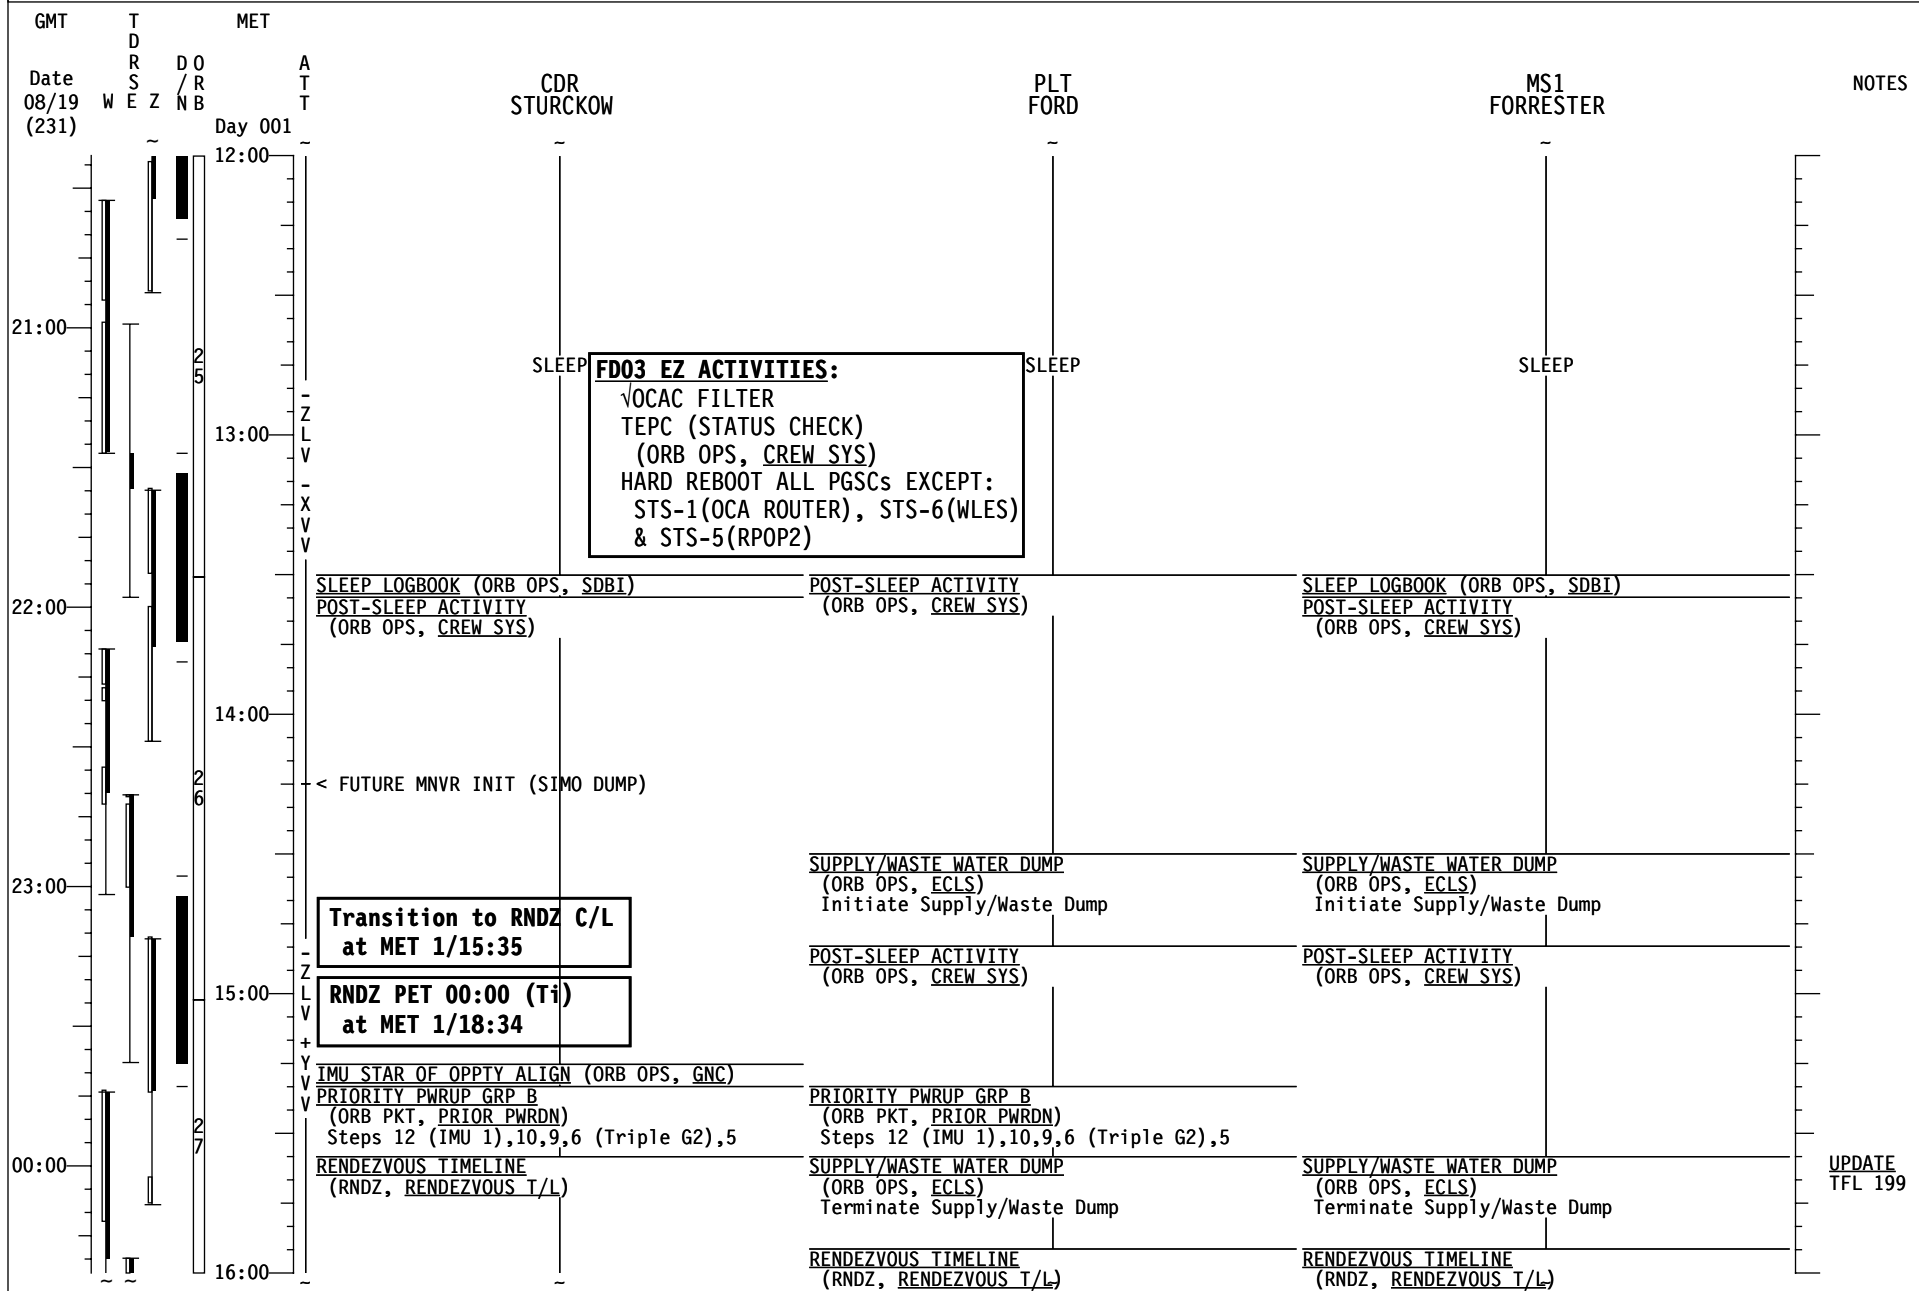 GMT
TDRS
MET
Date
08/19
(231)
W E Z
D/N
ORB
ATT
Day 001
CDR
STURCKOW
PLT
FORD
MS1
FORRESTER
NOTES
~ ~ ~ ~ ~
12:00
21:00
25
SLEEP
SLEEP
SLEEP
FD03 EZ ACTIVITIES:
√OCAC FILTER
TEPC (STATUS CHECK)
(ORB OPS, CREW SYS)
HARD REBOOT ALL PGSCs EXCEPT:
STS-1(OCA ROUTER), STS-6(WLES)
& STS-5(RPOP2)
-ZLV -XVV
13:00
SLEEP LOGBOOK (ORB OPS, SDBI)
POST-SLEEP ACTIVITY
(ORB OPS, CREW SYS)
POST-SLEEP ACTIVITY
(ORB OPS, CREW SYS)
SLEEP LOGBOOK (ORB OPS, SDBI)
POST-SLEEP ACTIVITY
(ORB OPS, CREW SYS)
22:00
14:00
26
< FUTURE MNVR INIT (SIMO DUMP)
23:00
SUPPLY/WASTE WATER DUMP
(ORB OPS, ECLS)
Initiate Supply/Waste Dump
SUPPLY/WASTE WATER DUMP
(ORB OPS, ECLS)
Initiate Supply/Waste Dump
Transition to RNDZ C/L
at MET 1/15:35
POST-SLEEP ACTIVITY
(ORB OPS, CREW SYS)
POST-SLEEP ACTIVITY
(ORB OPS, CREW SYS)
-ZLV +YVV
15:00
RNDZ PET 00:00 (Ti)
at MET 1/18:34
IMU STAR OF OPPTY ALIGN (ORB OPS, GNC)
PRIORITY PWRUP GRP B
(ORB PKT, PRIOR PWRDN)
Steps 12 (IMU 1),10,9,6 (Triple G2),5
PRIORITY PWRUP GRP B
(ORB PKT, PRIOR PWRDN)
Steps 12 (IMU 1),10,9,6 (Triple G2),5
27
00:00
RENDEZVOUS TIMELINE
(RNDZ, RENDEZVOUS T/L)
SUPPLY/WASTE WATER DUMP
(ORB OPS, ECLS)
Terminate Supply/Waste Dump
SUPPLY/WASTE WATER DUMP
(ORB OPS, ECLS)
Terminate Supply/Waste Dump
UPDATE
TFL 199
RENDEZVOUS TIMELINE
(RNDZ, RENDEZVOUS T/L)
RENDEZVOUS TIMELINE
(RNDZ, RENDEZVOUS T/L)
16:00
~ ~ ~ ~ ~ ~